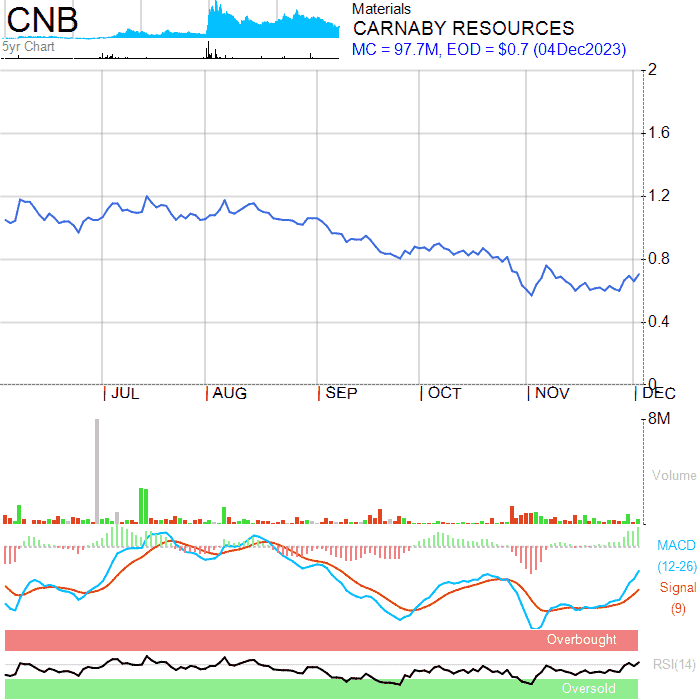 CNB
5yr Chart
Materials
CARNABY RESOURCES
MC = 97.7M, EOD = $0.7 (04Dec2023)
2
1.6
1.2
0.8
0.4
0
JUL AUG SEP OCT NOV DEC
8M
Volume
MACD
(12-26)
Signal
(9)
Overbought
RSI(14)
Oversold